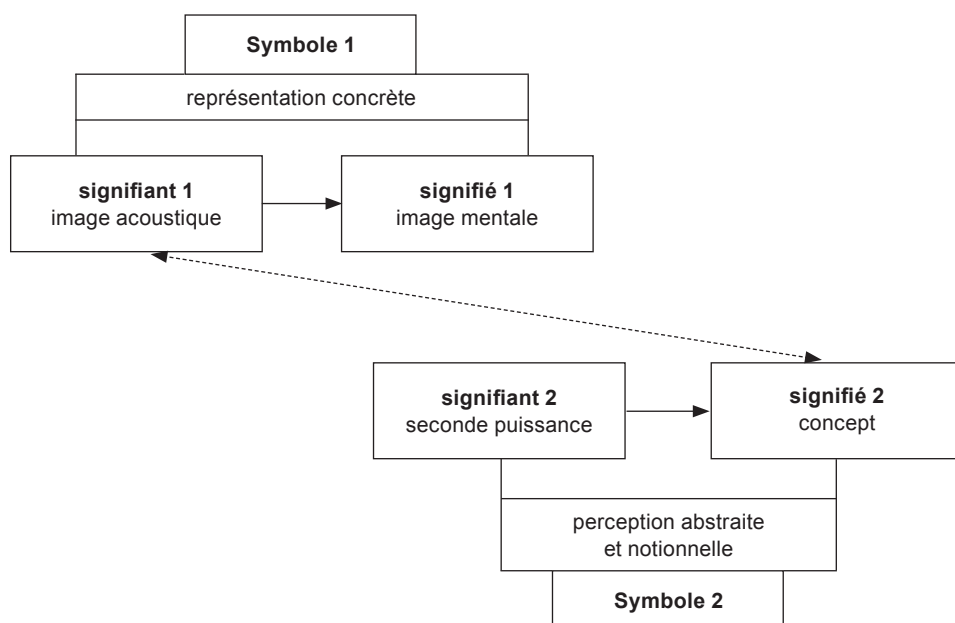 Symbole 1
représentation concrète
signifiant 1
image acoustique
signifié 1
image mentale
signifiant 2
seconde puissance
signifié 2
concept
perception abstraite
et notionnelle
Symbole 2